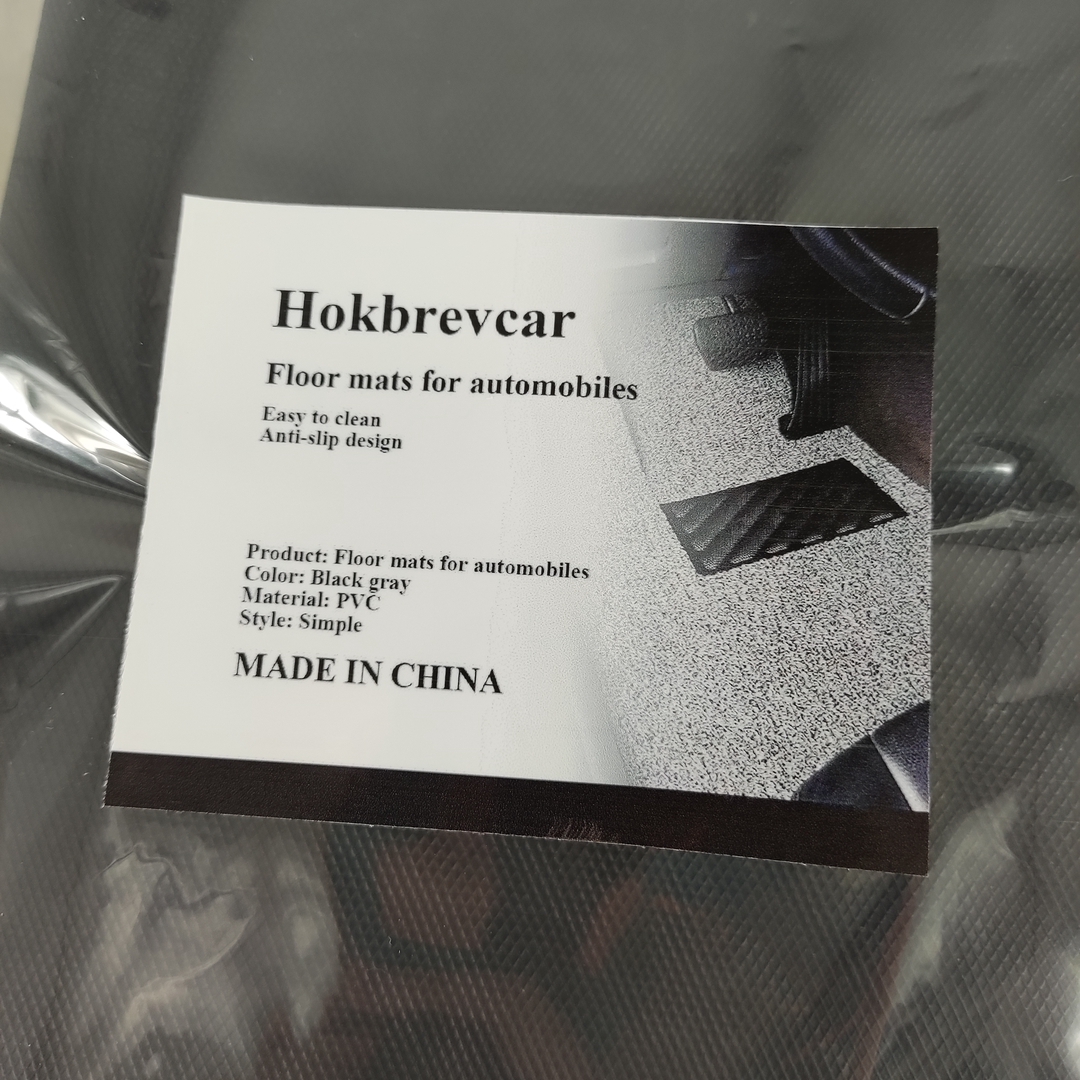 Hokbrevcar
Floor mats for automobiles
Easy to clean
Anti-slip design
Product: Floor mats for automobiles
Color: Black gray
Material: PVC
Style: Simple
MADE IN CHINA